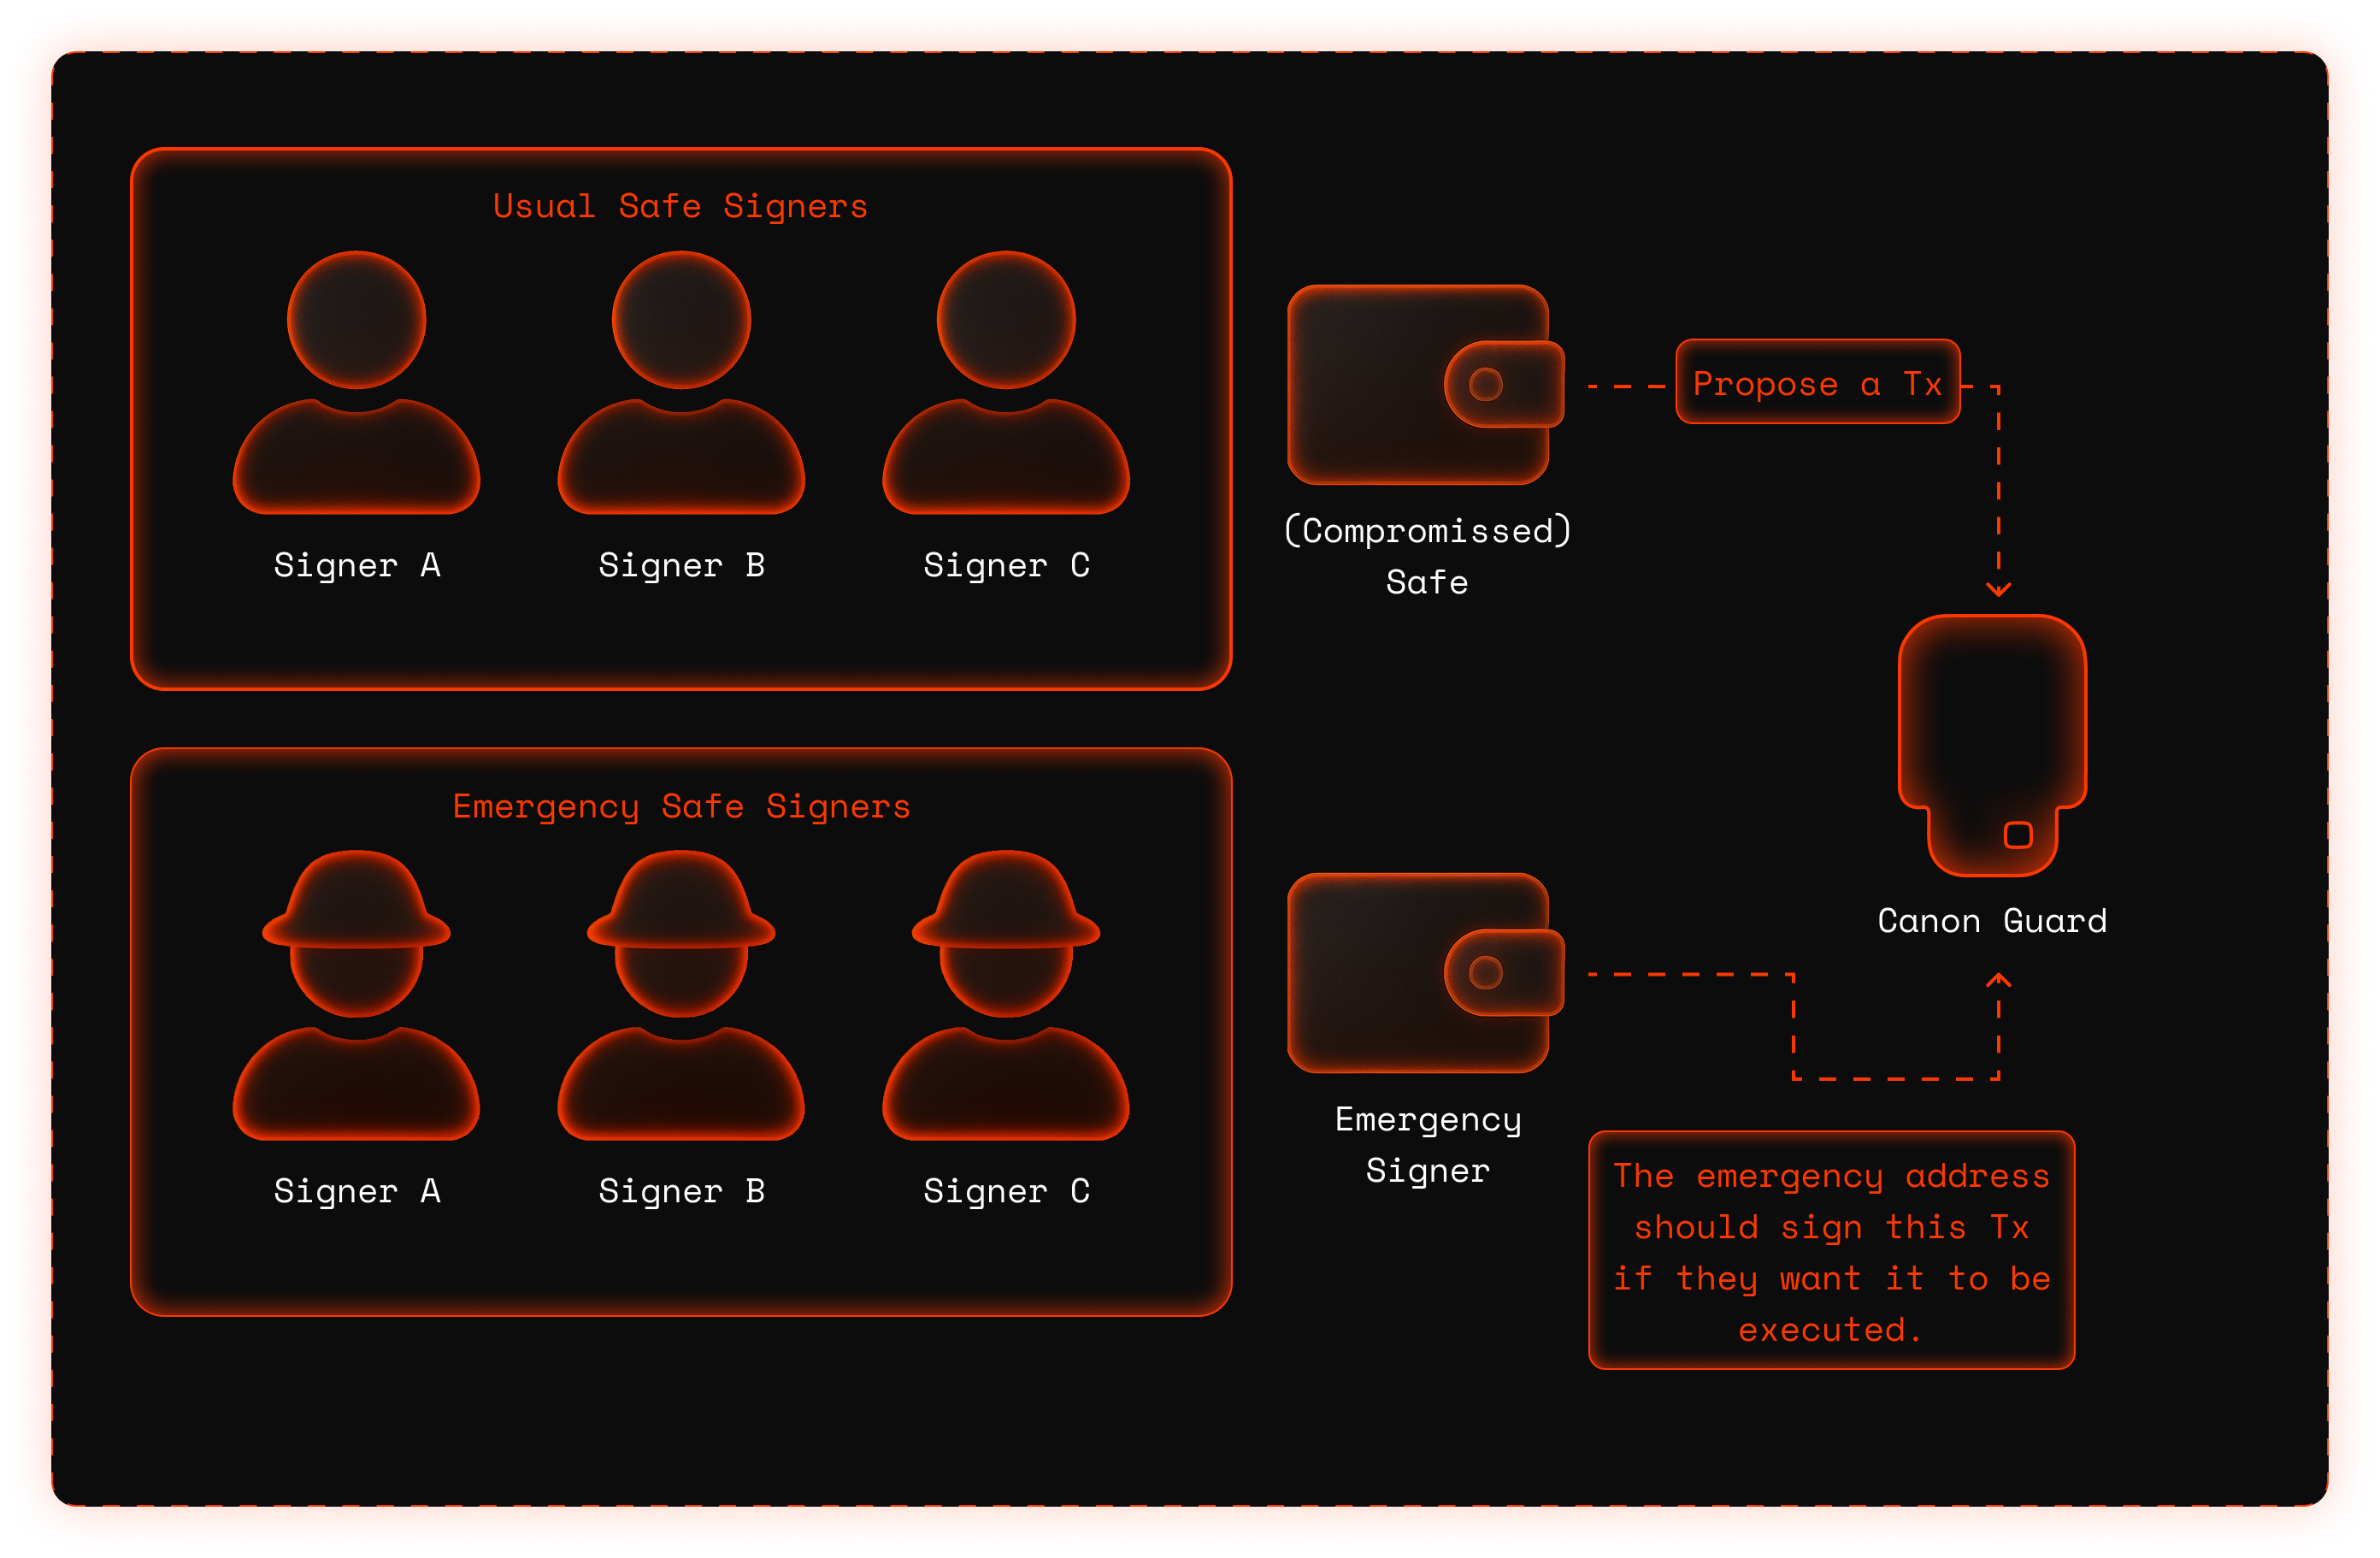 Usual Safe Signers
Signer A
Signer B
Signer C
(Compromissed)
Safe
Propose a Tx
Canon Guard
Emergency Safe Signers
Signer A
Signer B
Signer C
Emergency
Signer
The emergency address
should sign this Tx
if they want it to be
executed.